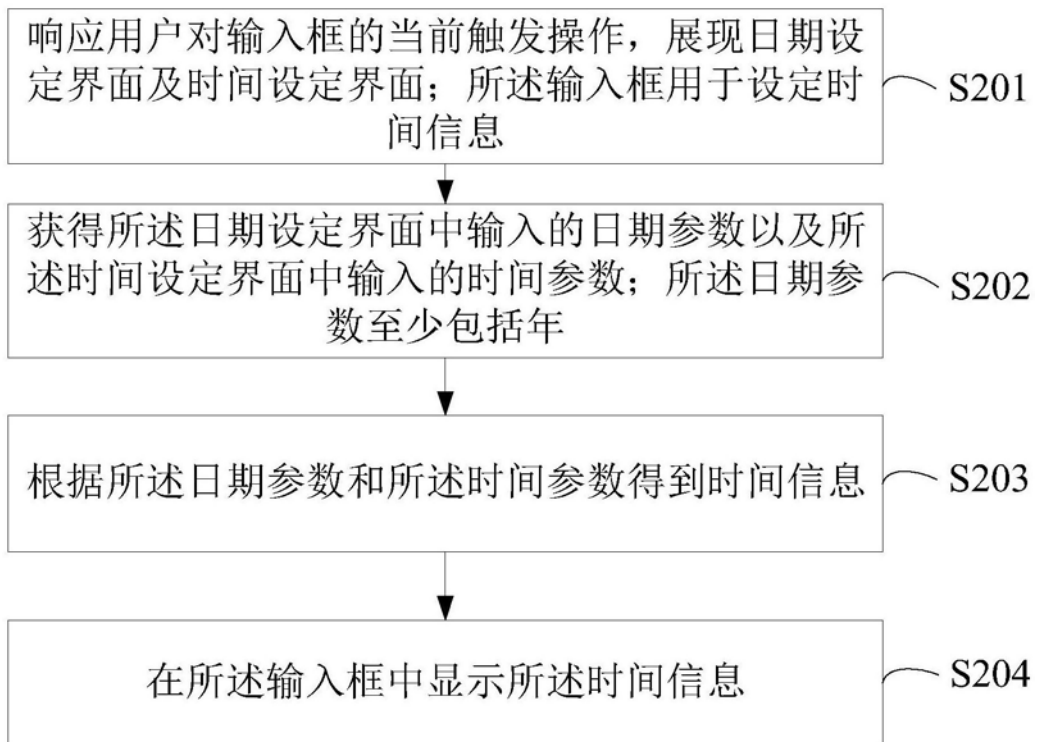 响应用户对输入框的当前触发操作，展现日期设
定界面及时间设定界面；所述输入框用于设定时
间信息
S201
获得所述日期设定界面中输入的日期参数以及所
述时间设定界面中输入的时间参数；所述日期参
数至少包括年
S202
根据所述日期参数和所述时间参数得到时间信息
S203
在所述输入框中显示所述时间信息
S204